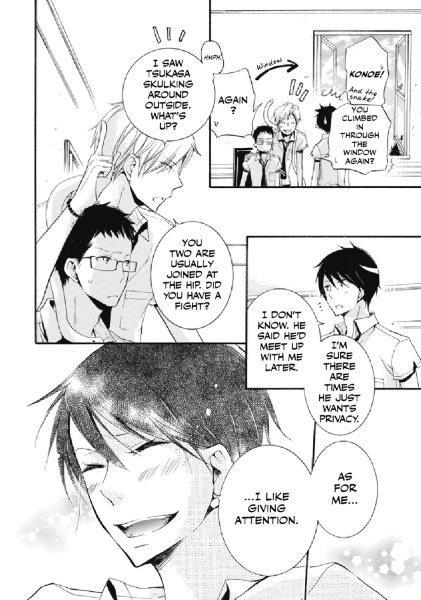 KONOE!
And the
snake!
YOU
CLIMBED
IN
THROUGH
THE
WINDOW
AGAIN?
Window
AGAIN
?
HMPH.
I SAW
TSUKASA
SKULKING
AROUND
OUTSIDE.
WHAT'S
UP?
YOU
TWO ARE
USUALLY
JOINED AT
THE HIP. DID
YOU HAVE A
FIGHT?
I DON'T
KNOW. HE
SAID HE'D
MEET UP
WITH ME
LATER.
I'M
SURE
THERE
ARE
TIMES
HE JUST
WANTS
PRIVACY.
AS
FOR
ME...
...I LIKE
GIVING
ATTENTION.